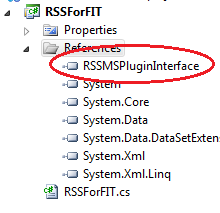 RSSForFIT
Properties
References
RSSMSPluginInterface
System
System.Core
System.Data
System.Data.DataSetExten
System.Xml
System.Xml.Linq
RSSForFIT.cs